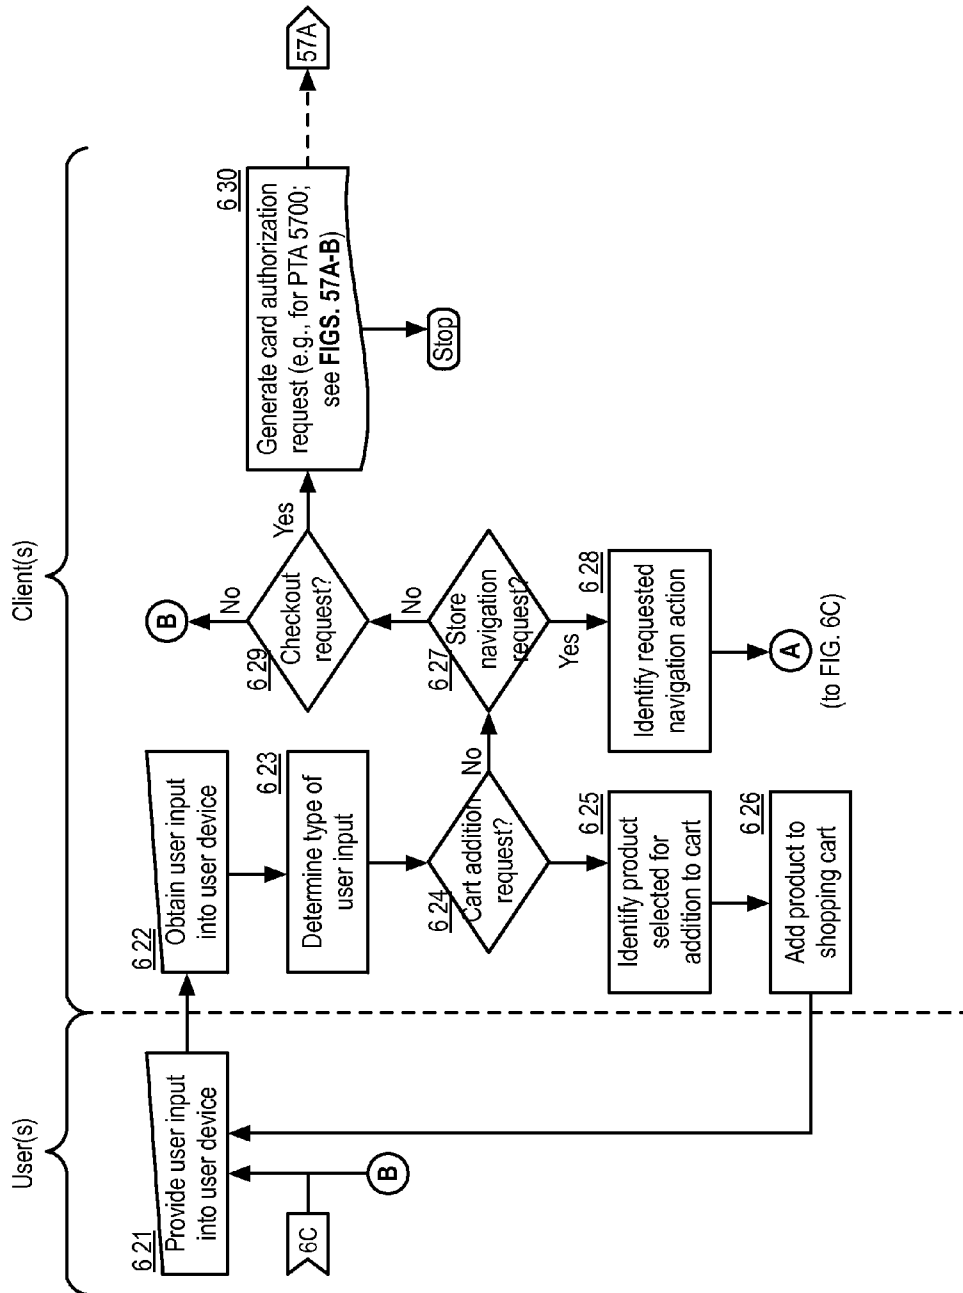 User(s)
Client(s)
6 21
Provide user input
into user device
6C
B
6 22
Obtain user input
into user device
6 23
Determine type of
user input
6 24
Cart addition
request?
No
6 25
Identify product
selected for
addition to cart
6 26
Add product to
shopping cart
6 27
Store
navigation
request?
No
Yes
6 28
Identify requested
navigation action
A
(to FIG. 6C)
6 29
Checkout
request?
No
B
Yes
6 30
Generate card authorization
request (e.g., for PTA 5700;
see FIGS. 57A-B)
Stop
57A